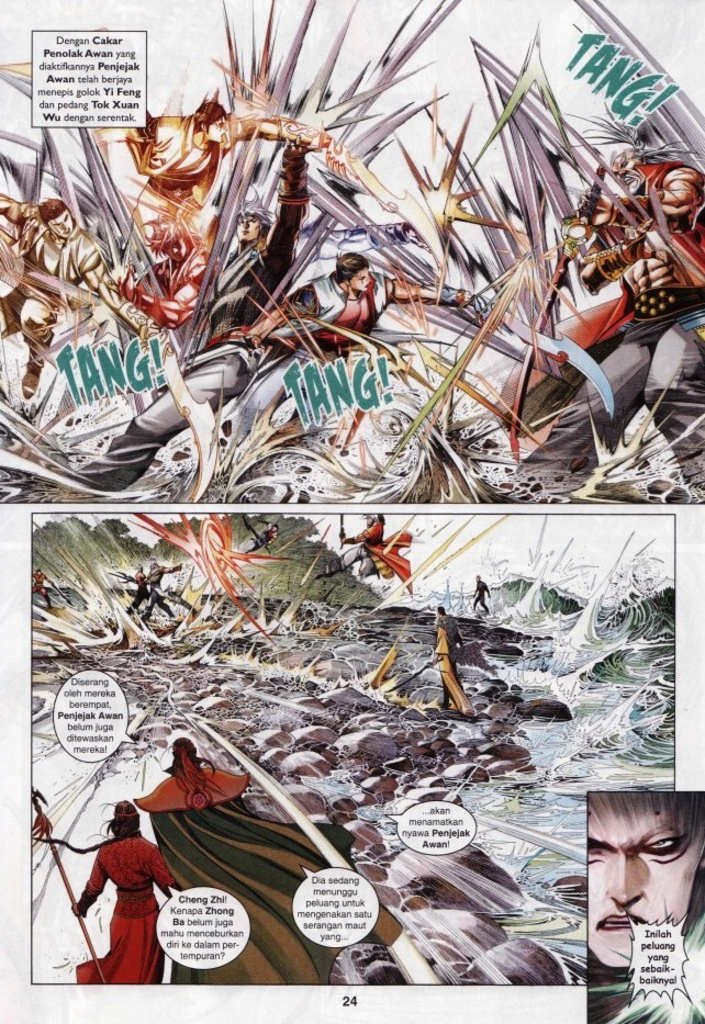 Dengan Cakar
Penolak Awan yang
diaktifkannya Penjejak
Awan telah berjaya
menepis golok Yi Feng
dan pedang Tok Xuan
Wu dengan serentak.
TANG!
TANG!
TANG!
Diserang
oleh mereka
berempat,
Penjejak Awan
belum juga
ditewaskan
mereka!
Cheng Zhi!
Kenapa Zhong
Ba belum juga
mahu menceburkan
diri ke dalam per-
tempuran?
Dia sedang
menunggu
peluang untuk
mengenakan satu
serangan maut
yang...
...akan
menamatkan
nyawa Penjejak
Awan!
Inilah
peluang
yang
sebaik-
baiknya!
24